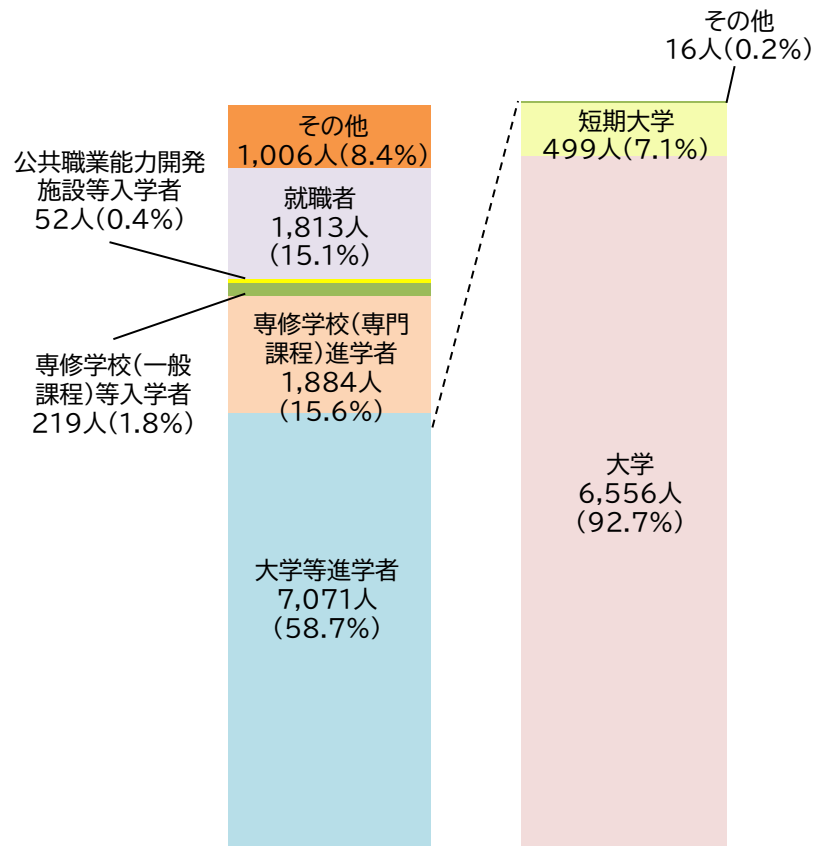 その他
16人(0.2%)
その他
1,006人(8.4%)
短期大学
499人(7.1%)
公共職業能力開発
施設等入学者
52人(0.4%)
就職者
1,813人
(15.1%)
専修学校(専門
課程)進学者
1,884人
(15.6%)
専修学校(一般
課程)等入学者
219人(1.8%)
大学
6,556人
(92.7%)
大学等進学者
7,071人
(58.7%)